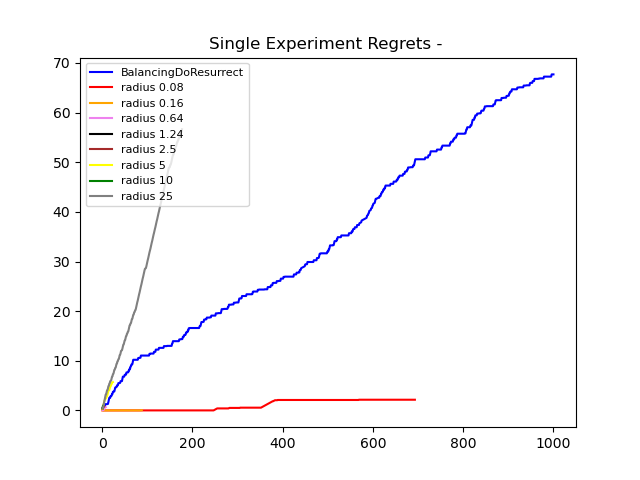 Single Experiment Regrets -
70
60
50
40
30
20
10
0
BalancingDoResurrect
radius 0.08
radius 0.16
radius 0.64
radius 1.24
radius 2.5
radius 5
radius 10
radius 25
0 200 400 600 800 1000